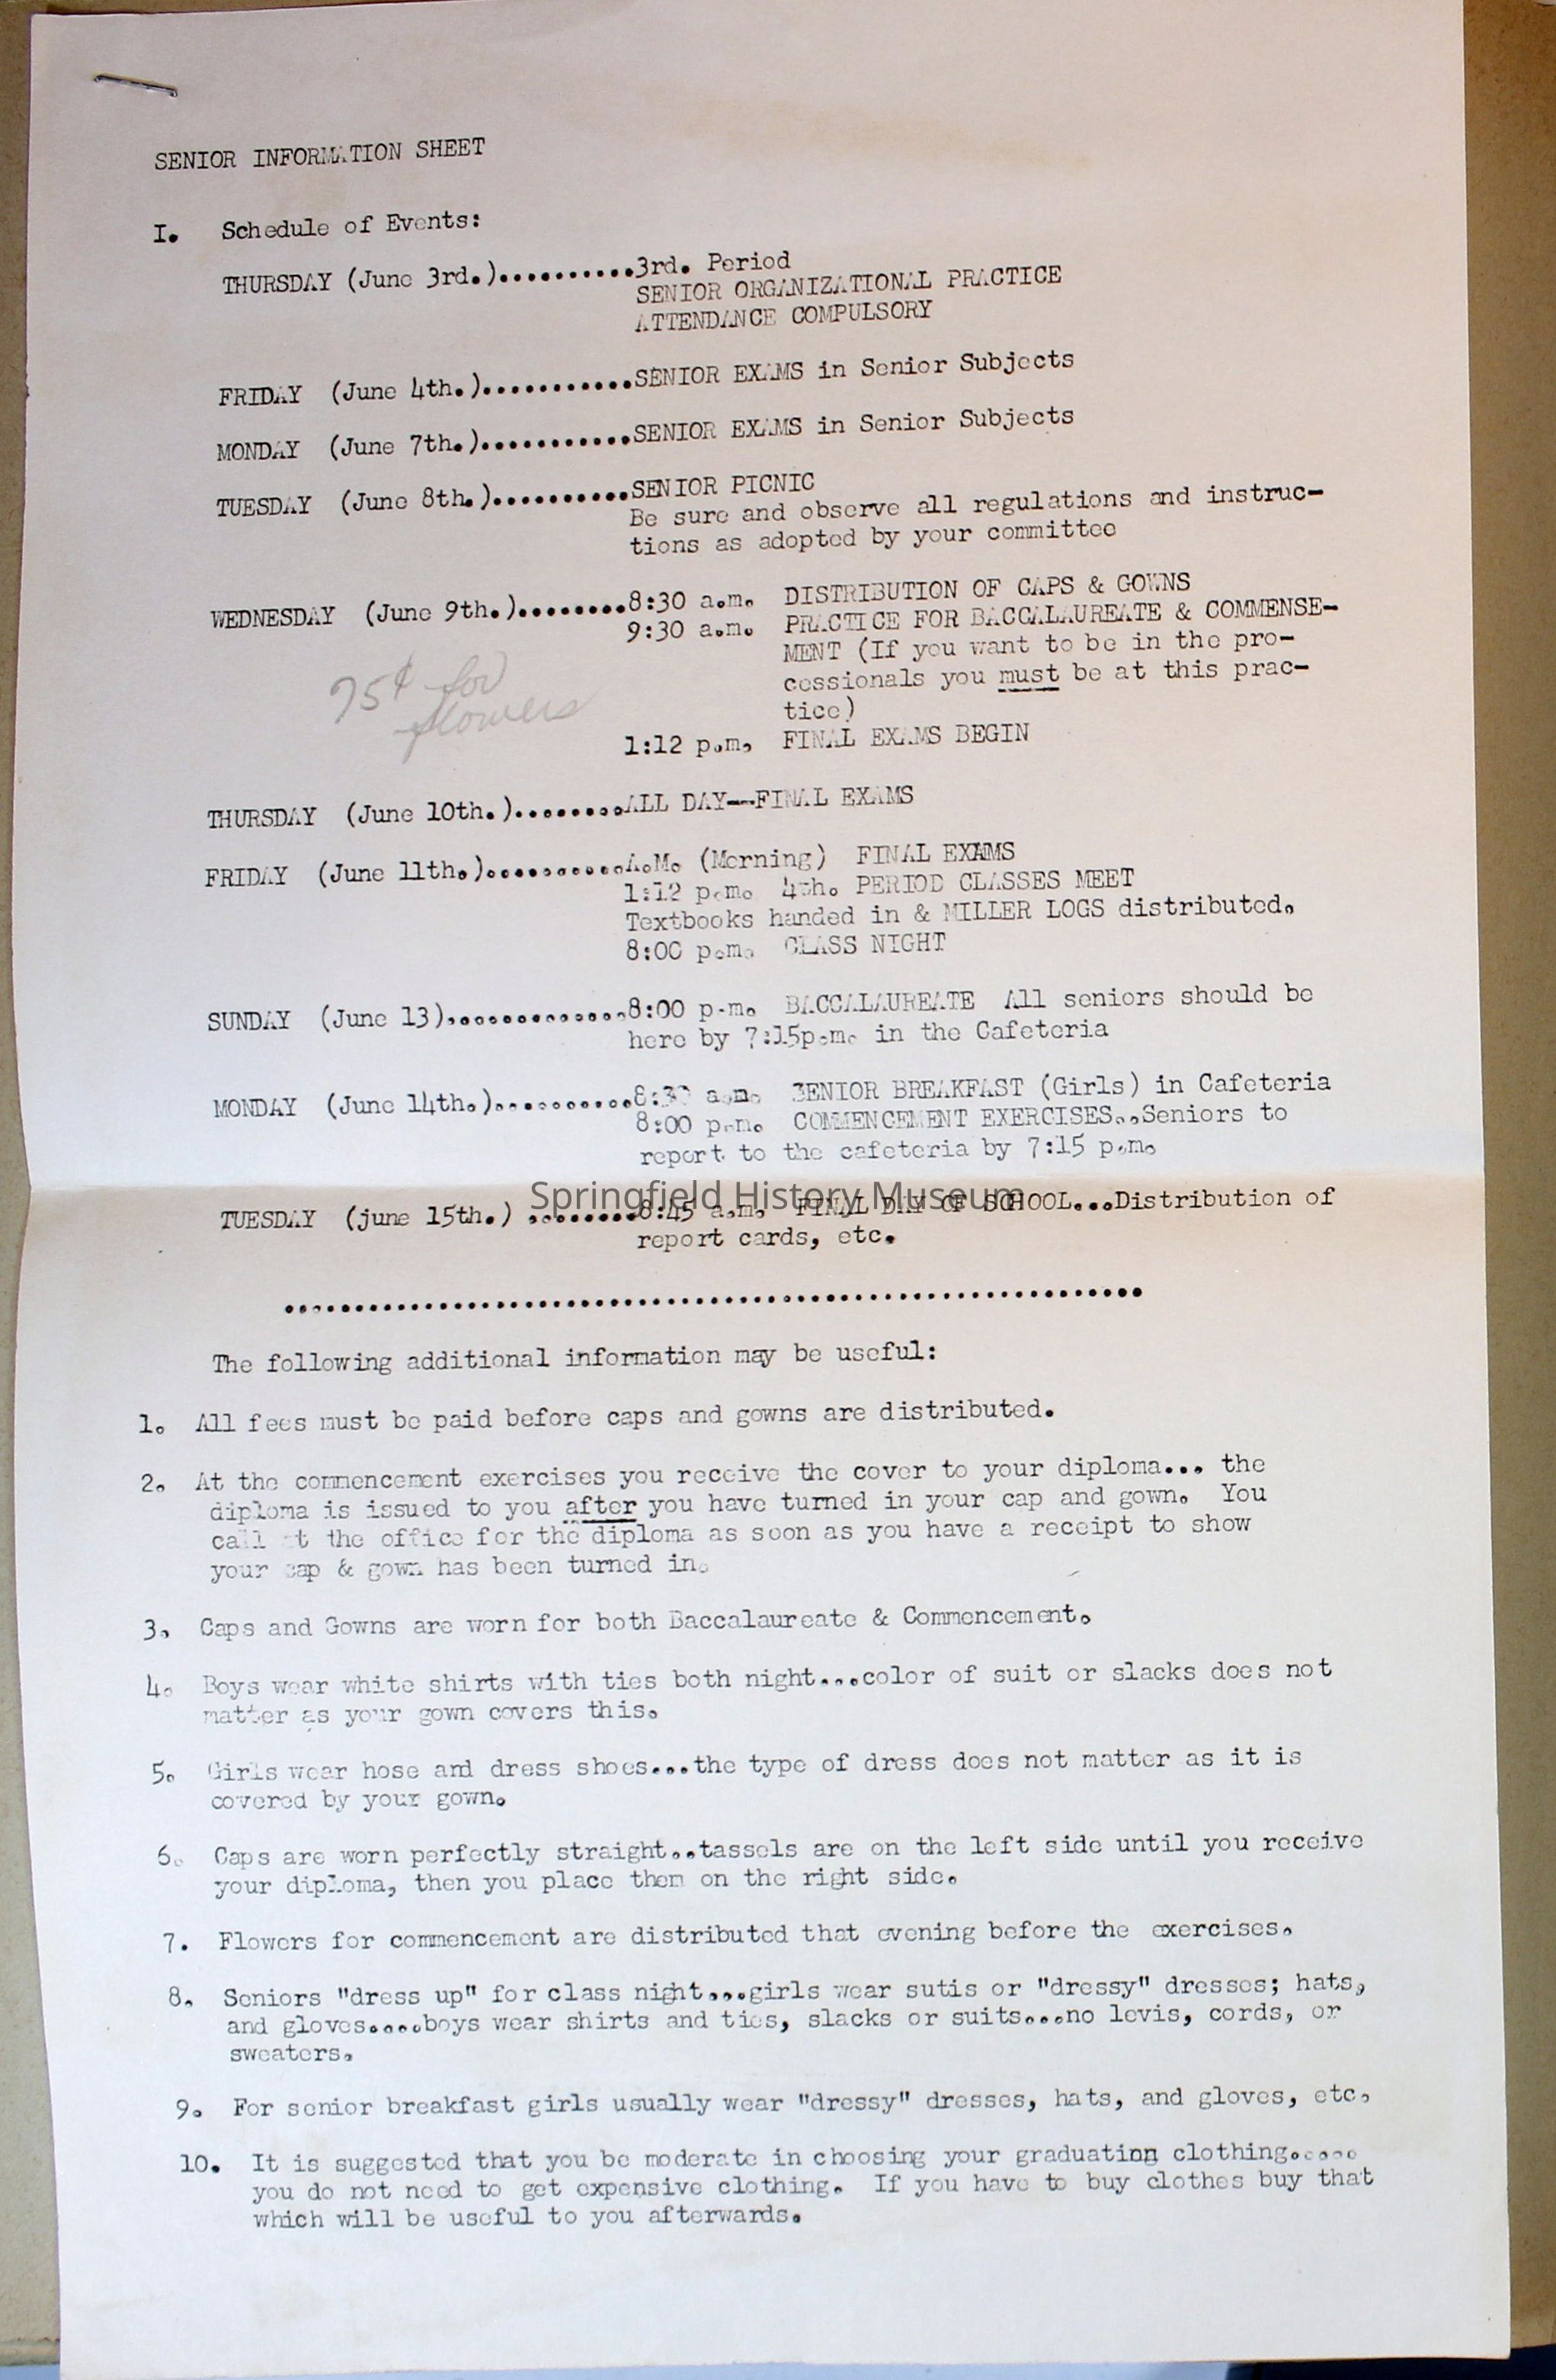 SENIOR INFORMATION SHEET
I. Schedule of Events:
THURSDAY (June 3rd.)..........3rd. Period
SENIOR ORGANIZATIONAL PRACTICE
ATTENDANCE COMPULSORY
FRIDAY (June 4th.)...........SENIOR EXAMS in Senior Subjects
MONDAY (June 7th.)...........SENIOR EXAMS in Senior Subjects
TUESDAY (June 8th.)..........SENIOR PICNIC
Be sure and observe all regulations and instruc-
tions as adopted by your committee
WEDNESDAY (June 9th.)........8:30 a.m. DISTRIBUTION OF CAPS & GOWNS
9:30 a.m. PRACTICE FOR BACCALAUREATE & COMMENSE-
MENT (If you want to be in the pro-
cessionals you must be at this prac-
tice)
75¢ for
flowers
1:12 p.m. FINAL EXAMS BEGIN
THURSDAY (June 10th.)........ALL DAY--FINAL EXAMS
FRIDAY (June 11th.)..........A.M. (Morning) FINAL EXAMS
1:12 p.m. 4th. PERIOD CLASSES MEET
Textbooks handed in & MILLER LOGS distributed.
8:00 p.m. CLASS NIGHT
SUNDAY (June 13).............8:00 p.m. BACCALAUREATE All seniors should be
here by 7:15p.m. in the Cafeteria
MONDAY (June 14th.)..........8:30 a.m. SENIOR BREAKFAST (Girls) in Cafeteria
8:00 p.m. COMMENCEMENT EXERCISES..Seniors to
report to the cafeteria by 7:15 p.m.
Springfield History Museum
TUESDAY (june 15th.) ........8:45 a.m. FINAL DAY OF SCHOOL...Distribution of
report cards, etc.
.............................................................
The following additional information may be useful:
1. All fees must be paid before caps and gowns are distributed.
2. At the commencement exercises you receive the cover to your diploma... the
diploma is issued to you after you have turned in your cap and gown. You
call at the office for the diploma as soon as you have a receipt to show
your cap & gown has been turned in.
3. Caps and Gowns are worn for both Baccalaureate & Commencement.
4. Boys wear white shirts with ties both night...color of suit or slacks does not
matter as your gown covers this.
5. Girls wear hose and dress shoes...the type of dress does not matter as it is
covered by your gown.
6. Caps are worn perfectly straight..tassels are on the left side until you receive
your diploma, then you place them on the right side.
7. Flowers for commencement are distributed that evening before the exercises.
8. Seniors "dress up" for class night...girls wear sutis or "dressy" dresses; hats,
and gloves....boys wear shirts and ties, slacks or suits...no levis, cords, or
sweaters.
9. For senior breakfast girls usually wear "dressy" dresses, hats, and gloves, etc.
10. It is suggested that you be moderate in choosing your graduating clothing.....
you do not need to get expensive clothing. If you have to buy clothes buy that
which will be useful to you afterwards.